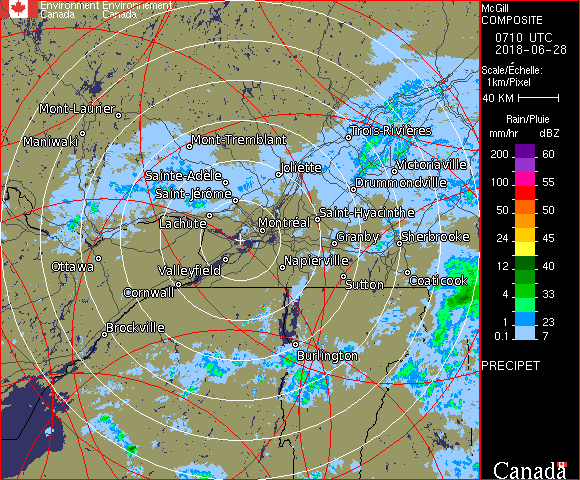 Environment Environnement
Canada Canada
McGill
COMPOSITE
0710 UTC
2018-06-28
Scale/Échelle:
1km/Pixel
40 KM
Rain/Pluie
mm/hr dBZ
200 60
100 55
50 50
24 45
12 40
4 33
1 23
0.1 7
PRECIPET
Canada
Mont-Laurier
Maniwaki
Mont-Tremblant
Trois-Rivières
Victoriaville
Joliette
Sainte-Adèle
Drummondville
Saint-Jérôme
Saint-Hyacinthe
Lachute
Montréal
Granby
Sherbrooke
Ottawa
Napierville
Valleyfield
Sutton
Coaticook
Cornwall
Brockville
Burlington